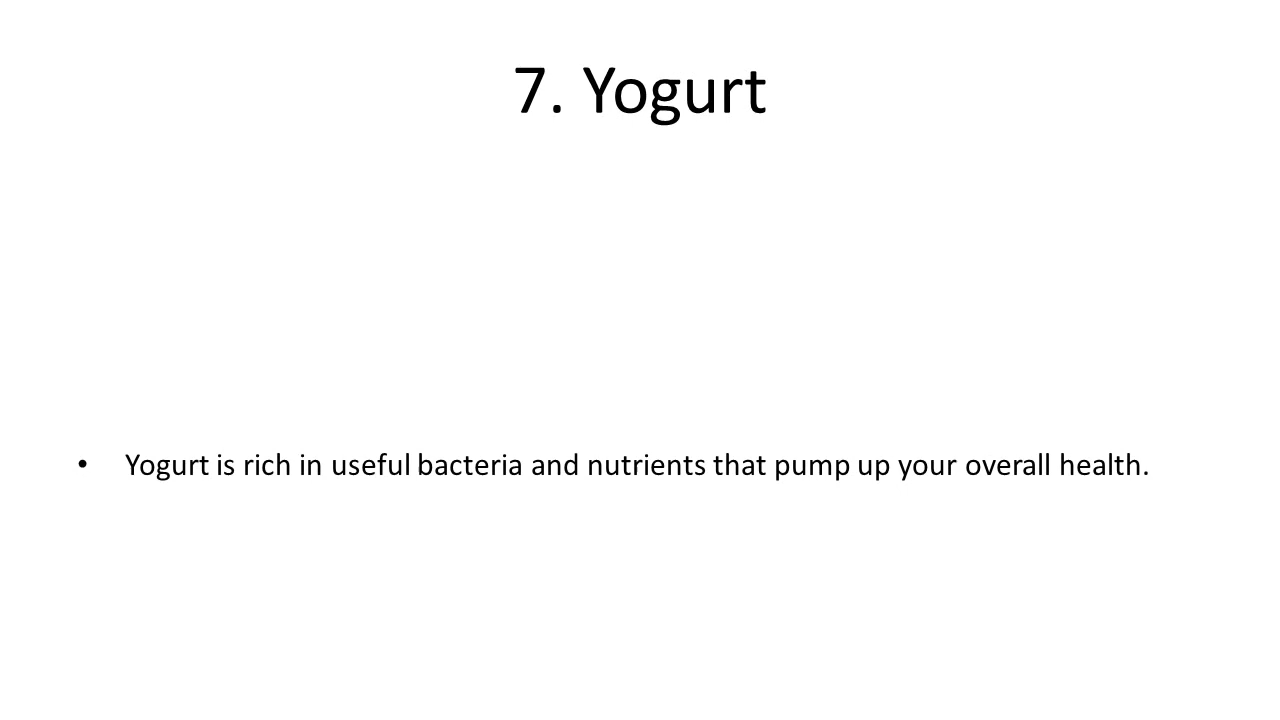 7. Yogurt
• Yogurt is rich in useful bacteria and nutrients that pump up your overall health.